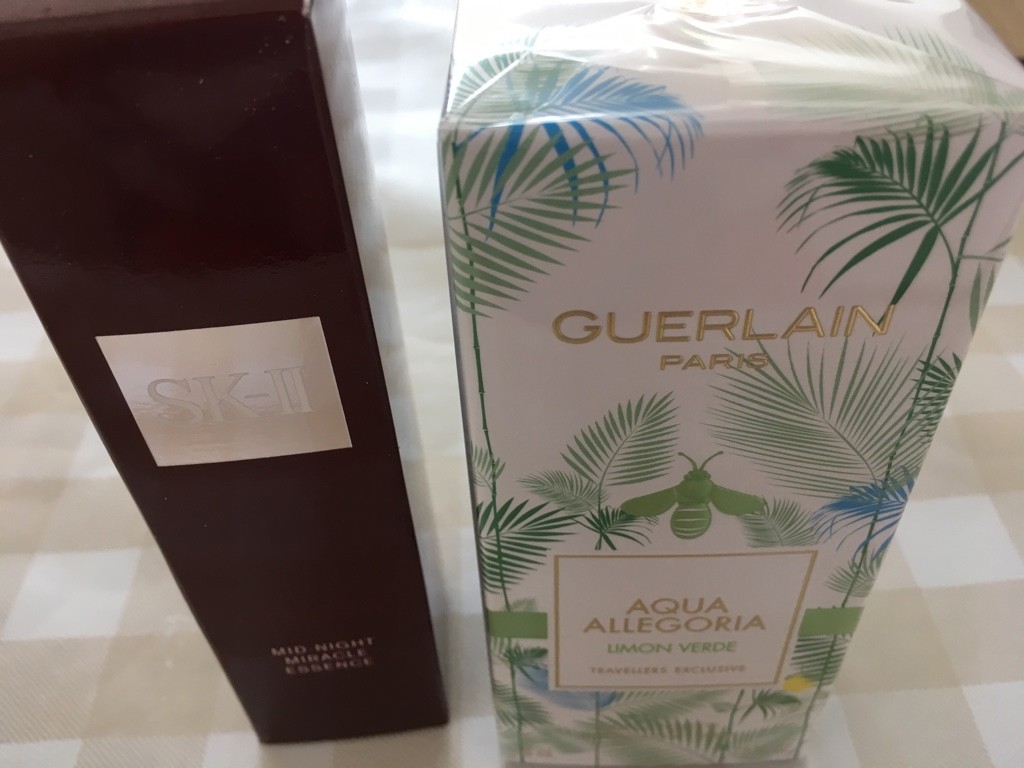 SK-II
MID NIGHT
MIRACLE
ESSENCE
GUERLAIN
PARIS
AQUA
ALLEGORIA
LIMON VERDE
TRAVELLERS EXCLUSIVE